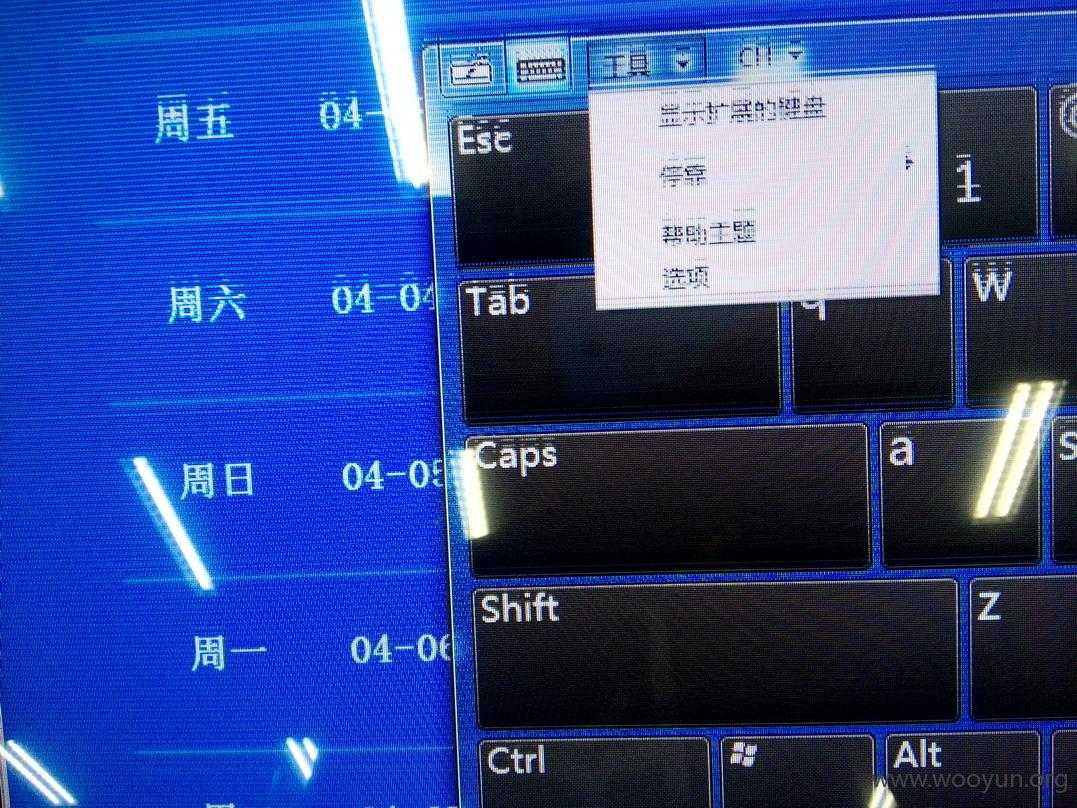 工具 CH
显示扩展的键盘
停靠
帮助主题
选项
周五 04-
周六 04-04
周日 04-05
周一 04-06
Esc 1
Tab q W
Caps a S
Shift Z
Ctrl Alt
www.wooyun.org